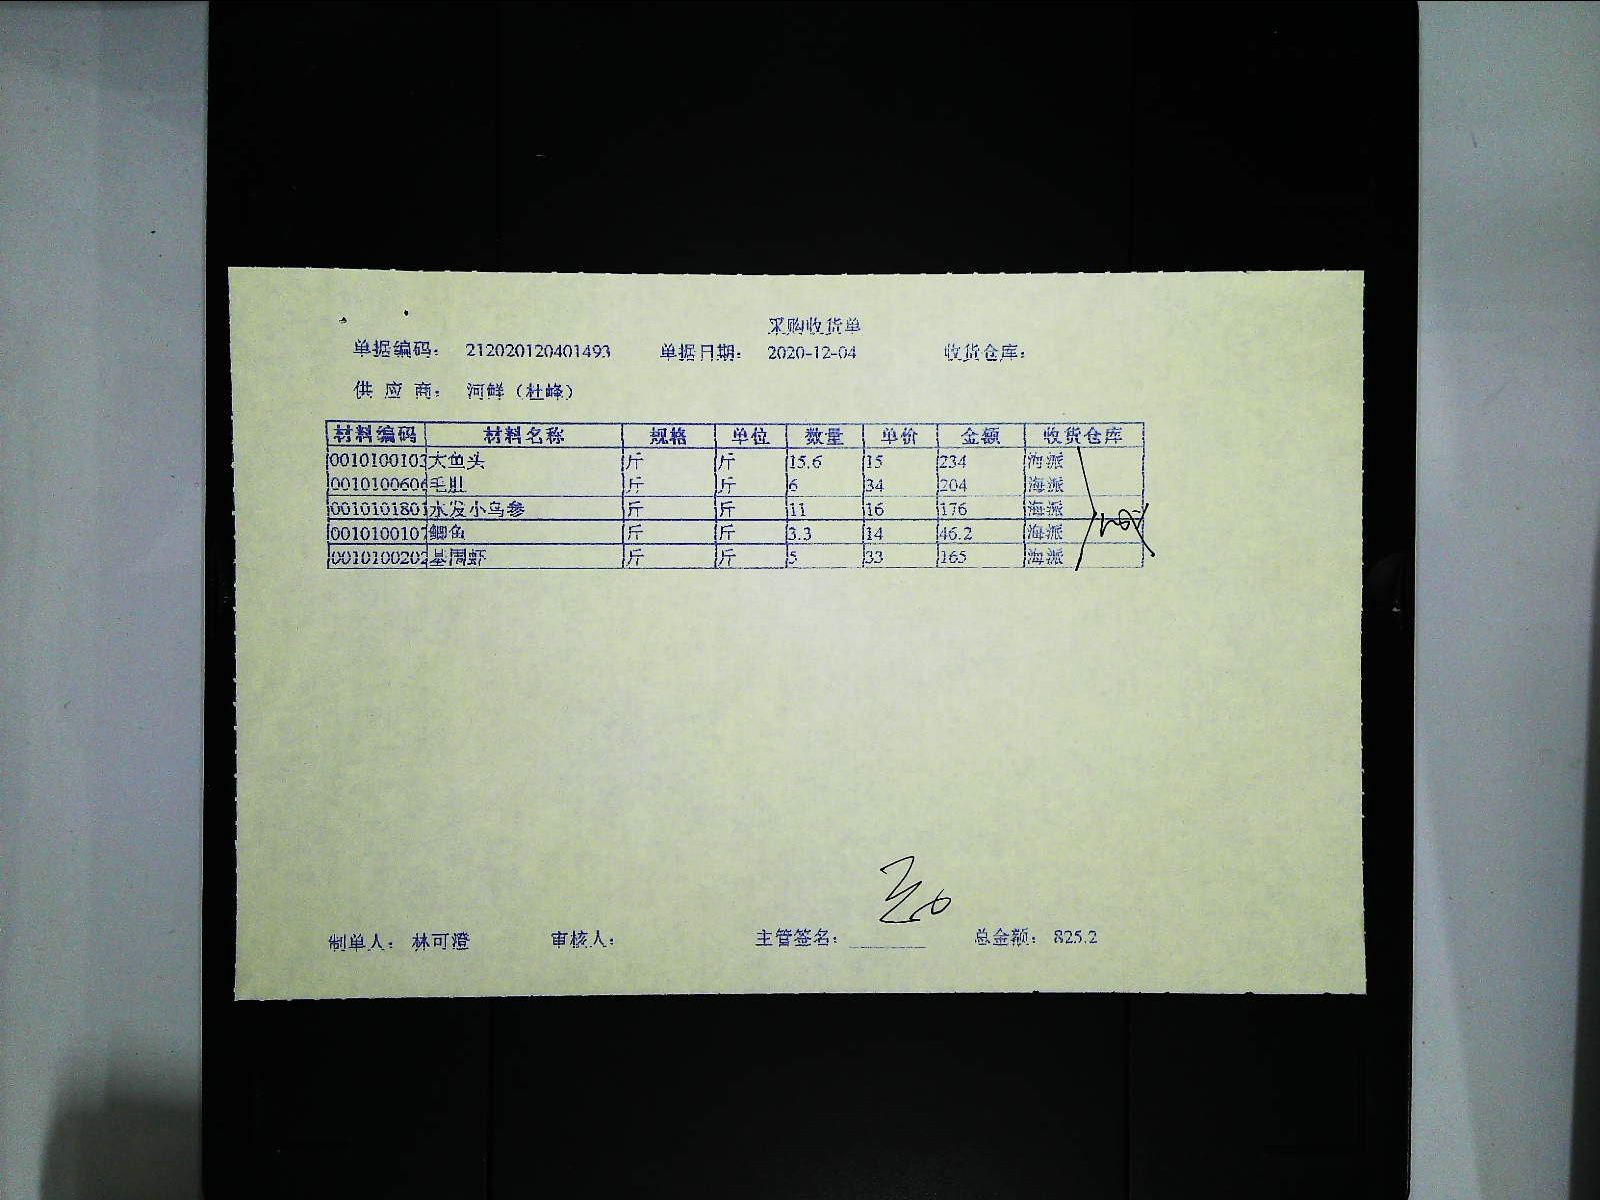 采购收货单
单据编码： 212020120401493 单据日期： 2020-12-04 收货仓库：
供 应 商： 河鲜（杜峰）
材料编码 材料名称 规格 单位 数量 单价 金额 收货仓库
0010100103 大鱼头 斤 斤 15.6 15 234 海派
0010100606 毛肚 斤 斤 6 34 204 海派
0010101801 水发小乌参 斤 斤 11 16 176 海派
0010100107 鲫鱼 斤 斤 3.3 14 46.2 海派
0010100202 基围虾 斤 斤 5 33 165 海派
制单人： 林可澄 审核人： 主管签名： 总金额： 825.2